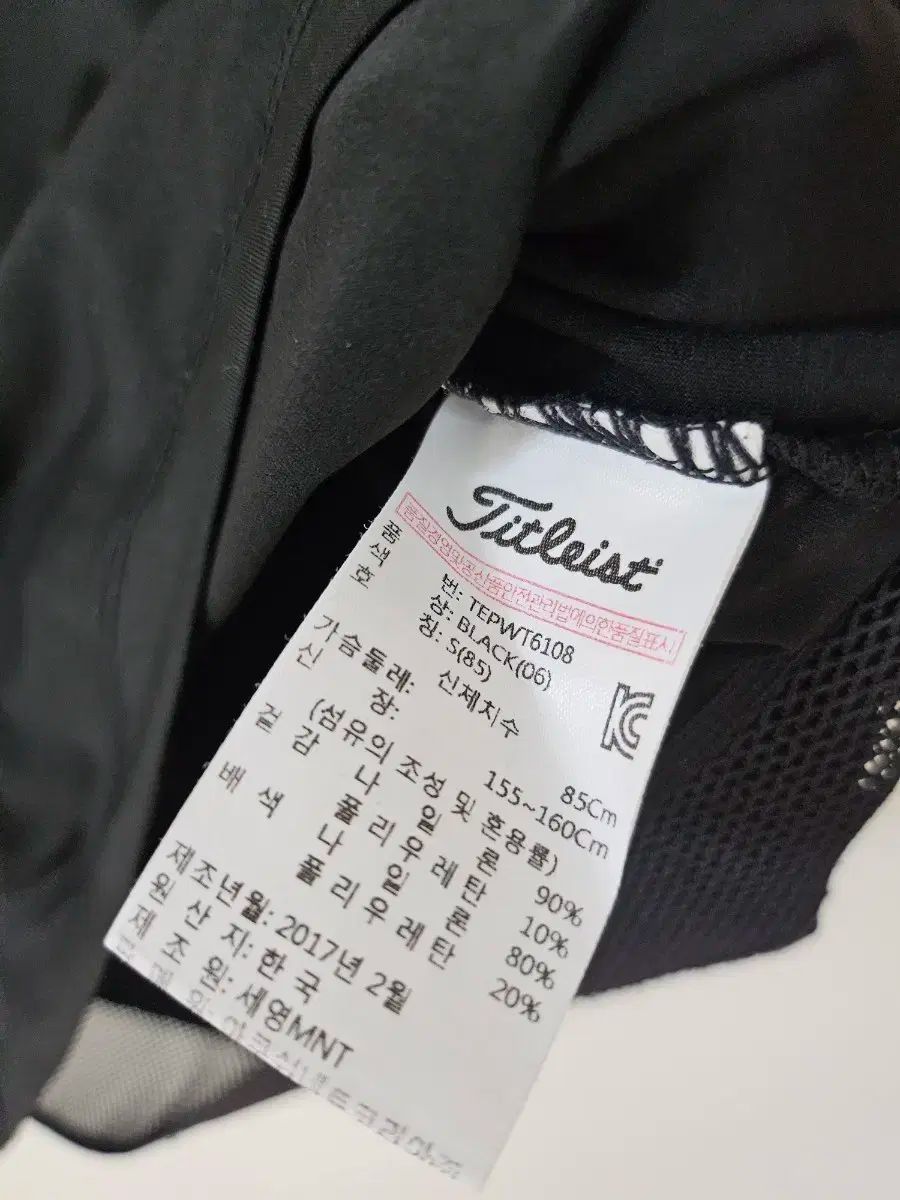 Titleist
품질경영및공산품안전관리법에의한품질표시
품 번: TEPWT6108
색 상: BLACK(06)
호 칭: S(85)
신체치수
가슴둘레: 85Cm
신 장: 155~160Cm
(섬유의 조성 및 혼용률)
겉 감 나 일 론 90%
폴 리 우 레 탄 10%
배 색 나 일 론 80%
폴 리 우 레 탄 20%
제조년월: 2017년 2월
원 산 지: 한 국
제 조 원: 세영MNT
KC